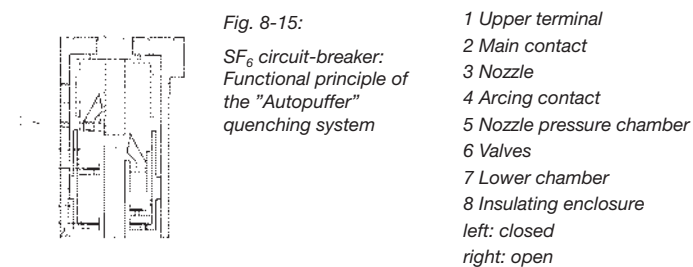 Fig. 8-15:
SF6 circuit-breaker:
Functional principle of
the ”Autopuffer”
quenching system
1 Upper terminal
2 Main contact
3 Nozzle
4 Arcing contact
5 Nozzle pressure chamber
6 Valves
7 Lower chamber
8 Insulating enclosure
left: closed
right: open